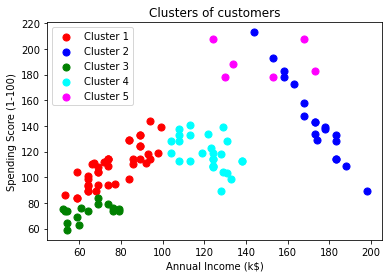 Clusters of customers
220
200
180
160
140
120
100
80
60
Spending Score (1-100)
Cluster 1
Cluster 2
Cluster 3
Cluster 4
Cluster 5
60 80 100 120 140 160 180 200
Annual Income (k$)